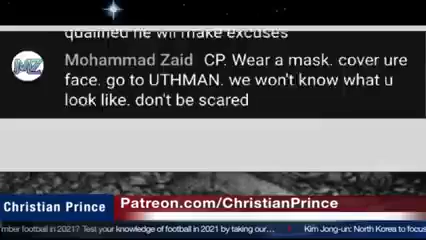 qualified he wil make excuses
MZ
Mohammad Zaid CP. Wear a mask. cover ure
face. go to UTHMAN. we won't know what u
look like. don't be scared
Christian Prince
Patreon.com/ChristianPrince
mber football in 2021? Test your knowledge of football in 2021 by taking our... Kim Jong-un: North Korea to focus